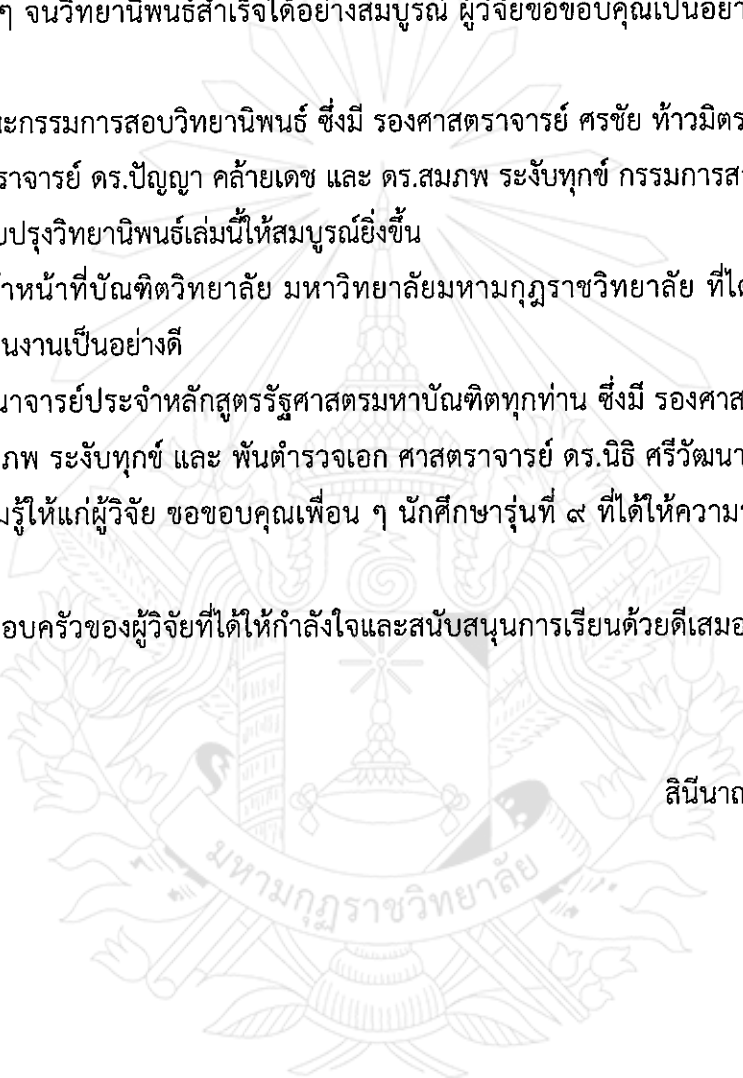 ๆ จนวิทยานิพนธ์สำเร็จได้อย่างสมบูรณ์ ผู้วิจัยขอขอบคุณเป็นอย่า
ณะกรรมการสอบวิทยานิพนธ์ ซึ่งมี รองศาสตราจารย์ ศรชัย ท้าวมิตร
ราจารย์ ดร.ปัญญา คล้ายเดช และ ดร.สมภพ ระงับทุกข์ กรรมการส
บปรุงวิทยานิพนธ์เล่มนี้ให้สมบูรณ์ยิ่งขึ้น
าหน้าที่บัณฑิตวิทยาลัย มหาวิทยาลัยมหามกุฏราชวิทยาลัย ที่ได
นงานเป็นอย่างดี
นาจารย์ประจำหลักสูตรรัฐศาสตรมหาบัณฑิตทุกท่าน ซึ่งมี รองศาส
ภพ ระงับทุกข์ และ พันตำรวจเอก ศาสตราจารย์ ดร.นิธิ ศรีวัฒนา
มรู้ให้แก่ผู้วิจัย ขอขอบคุณเพื่อน ๆ นักศึกษารุ่นที่ ๙ ที่ได้ให้ความ
อบครัวของผู้วิจัยที่ได้ให้กำลังใจและสนับสนุนการเรียนด้วยดีเสมอ
สินีนาถ
มหามกุฏราชวิทยาลัย